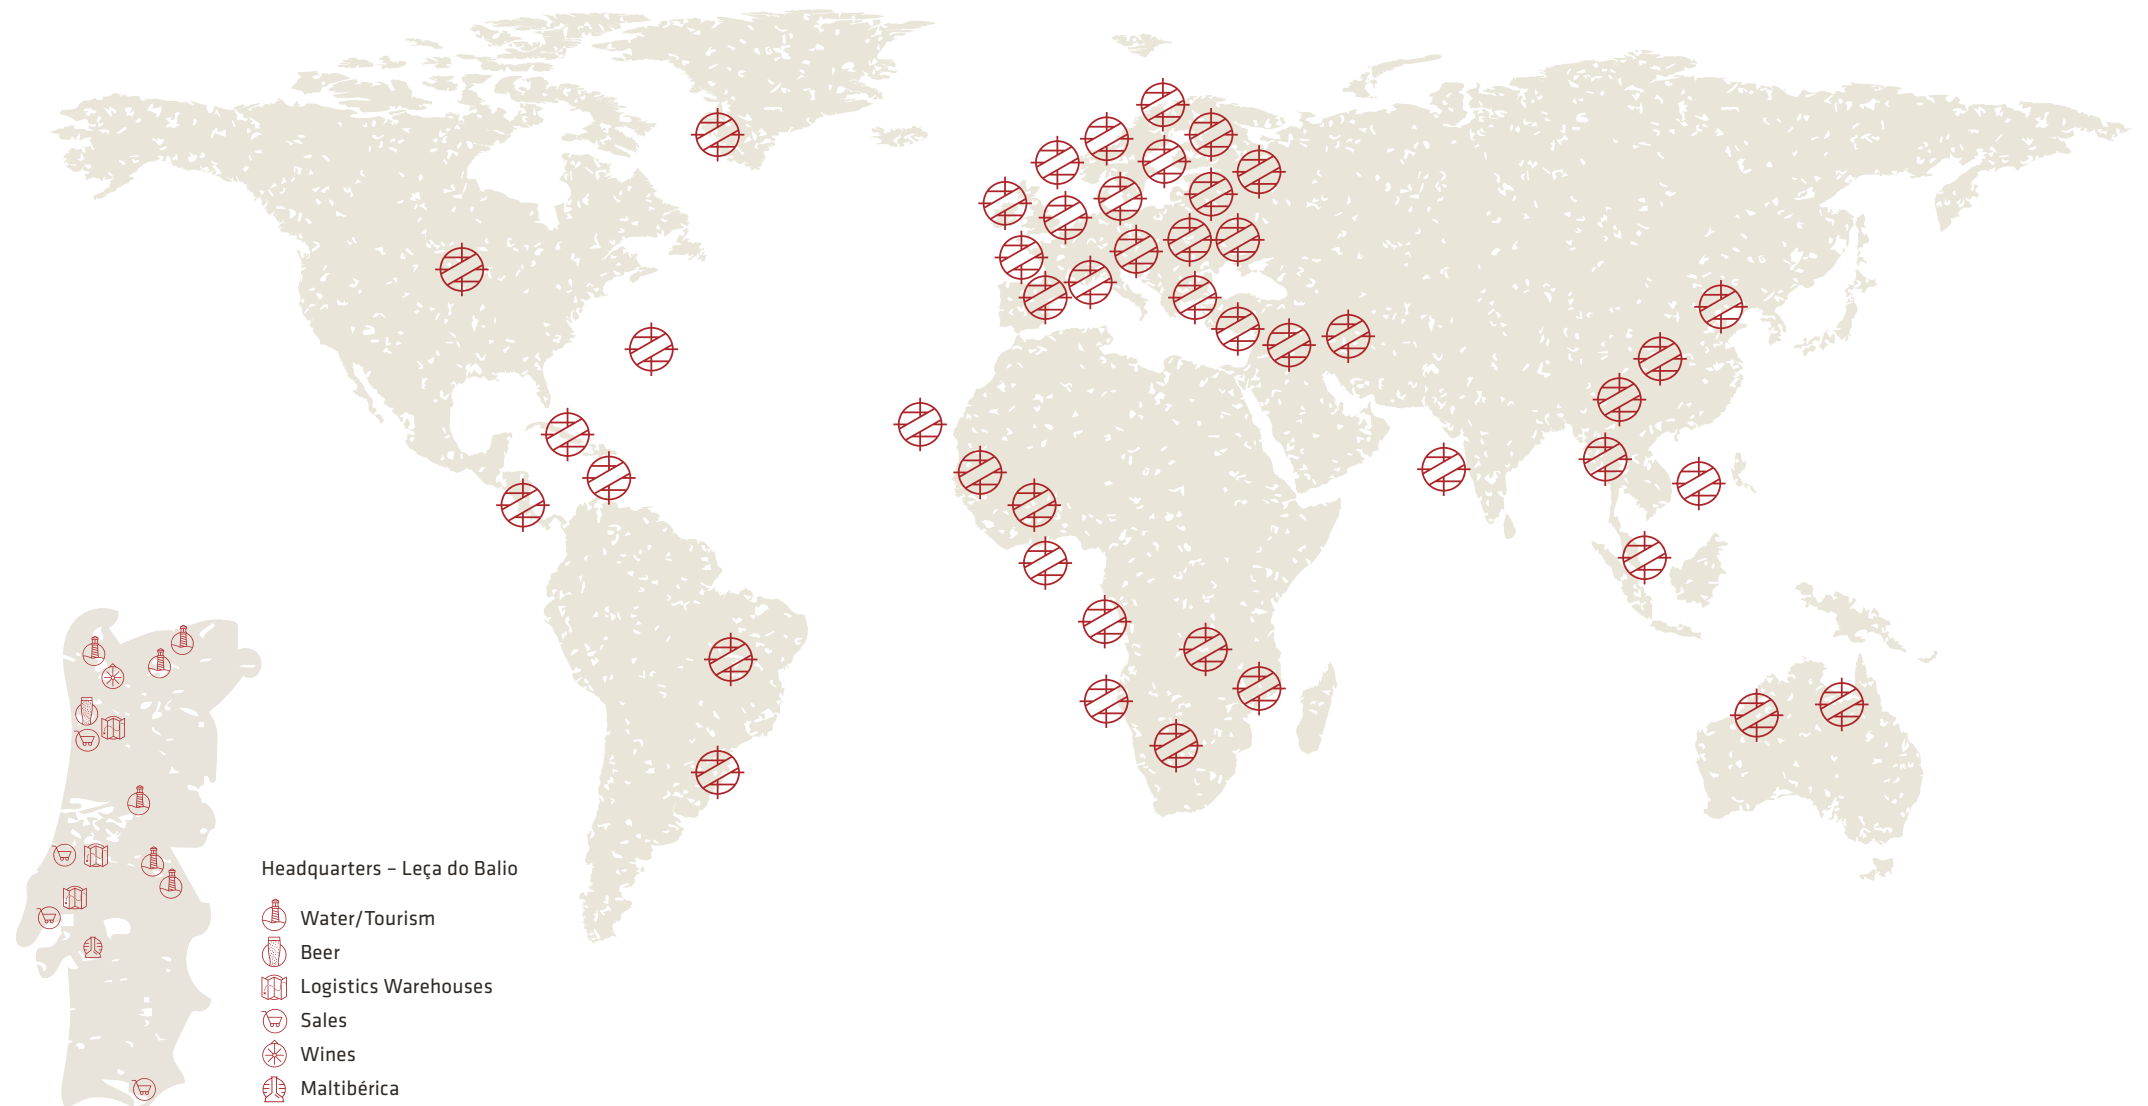 Headquarters – Leça do Balio
Water/Tourism
Beer
Logistics Warehouses
Sales
Wines
Maltibérica